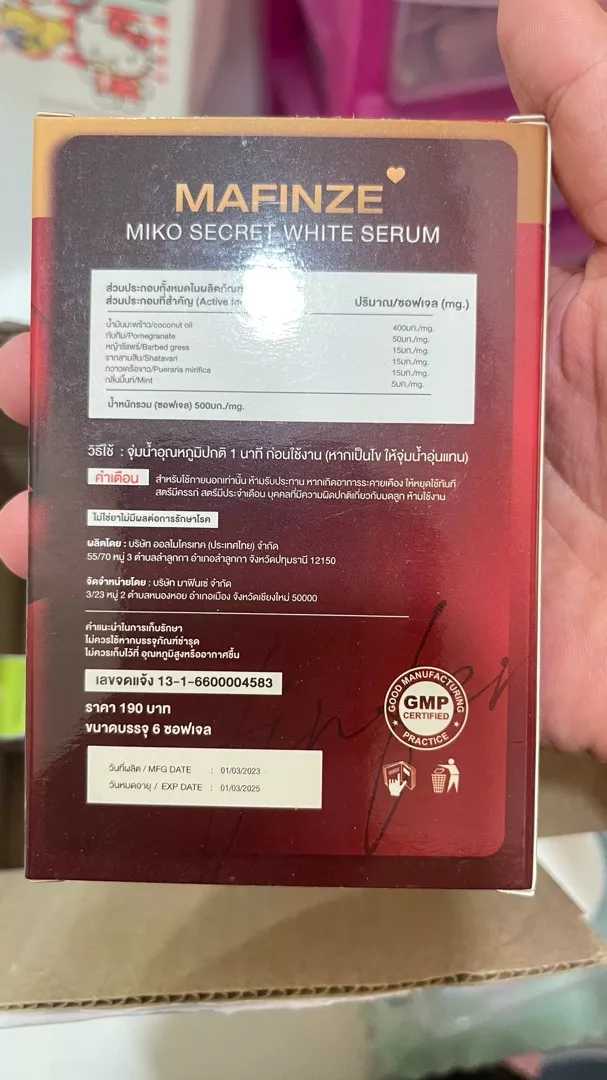 MAFINZE
MIKO SECRET WHITE SERUM
ส่วนประกอบทั้งหมดในผลิตภัณฑ์
ส่วนประกอบที่สำคัญ (Active ปริมาณ/ซอฟเจล (mg.)
น้ำมันมะพร้าว/coconut oil 400มก./mg.
ทับทิม/Pomegranate 50มก./mg.
หญ้ารีแพร์/Barbed gress 15มก./mg.
รากสามสิบ/Shatavari 15มก./mg.
กวาวเครือขาว/Pueraria mirifica 15มก./mg.
กลิ่นมิ้นท์/Mint 5มก./mg.
น้ำหนักรวม (ซอฟเจล) 500มก./mg.
วิธีใช้ : จุ่มน้ำอุณหภูมิปกติ 1 นาที ก่อนใช้งาน (หากเป็นไข ให้จุ่มน้ำอุ่นแทน)
คำเตือน สำหรับใช้ภายนอกเท่านั้น ห้ามรับประทาน หากเกิดอาการระคายเคือง ให้หยุดใช้ทันที
สตรีมีครรภ์ สตรีมีประจำเดือน บุคคลที่มีความผิดปกติเกี่ยวกับมดลูก ห้ามใช้งาน
ไม่ใช่ยาไม่มีผลต่อการรักษาโรค
ผลิตโดย : บริษัท ออลไมโครเทค (ประเทศไทย) จำกัด
55/70 หมู่ 3 ตำบลลำลูกกา อำเภอลำลูกกา จังหวัดปทุมธานี 12150
จัดจำหน่ายโดย : บริษัท มาฟินเซ่ จำกัด
3/23 หมู่ 2 ตำบลหนองหอย อำเภอเมือง จังหวัดเชียงใหม่ 50000
คำแนะนำในการเก็บรักษา
ไม่ควรใช้หากบรรจุภัณฑ์ชำรุด
ไม่ควรเก็บไว้ที่ อุณหภูมิสูงหรืออากาศชื้น
เลขจดแจ้ง 13-1-6600004583
ราคา 190 บาท
ขนาดบรรจุ 6 ซอฟเจล
GOOD MANUFACTURING
GMP
CERTIFIED
PRACTICE
วันที่ผลิต / MFG DATE : 01/03/2023
วันหมดอายุ / EXP DATE : 01/03/2025